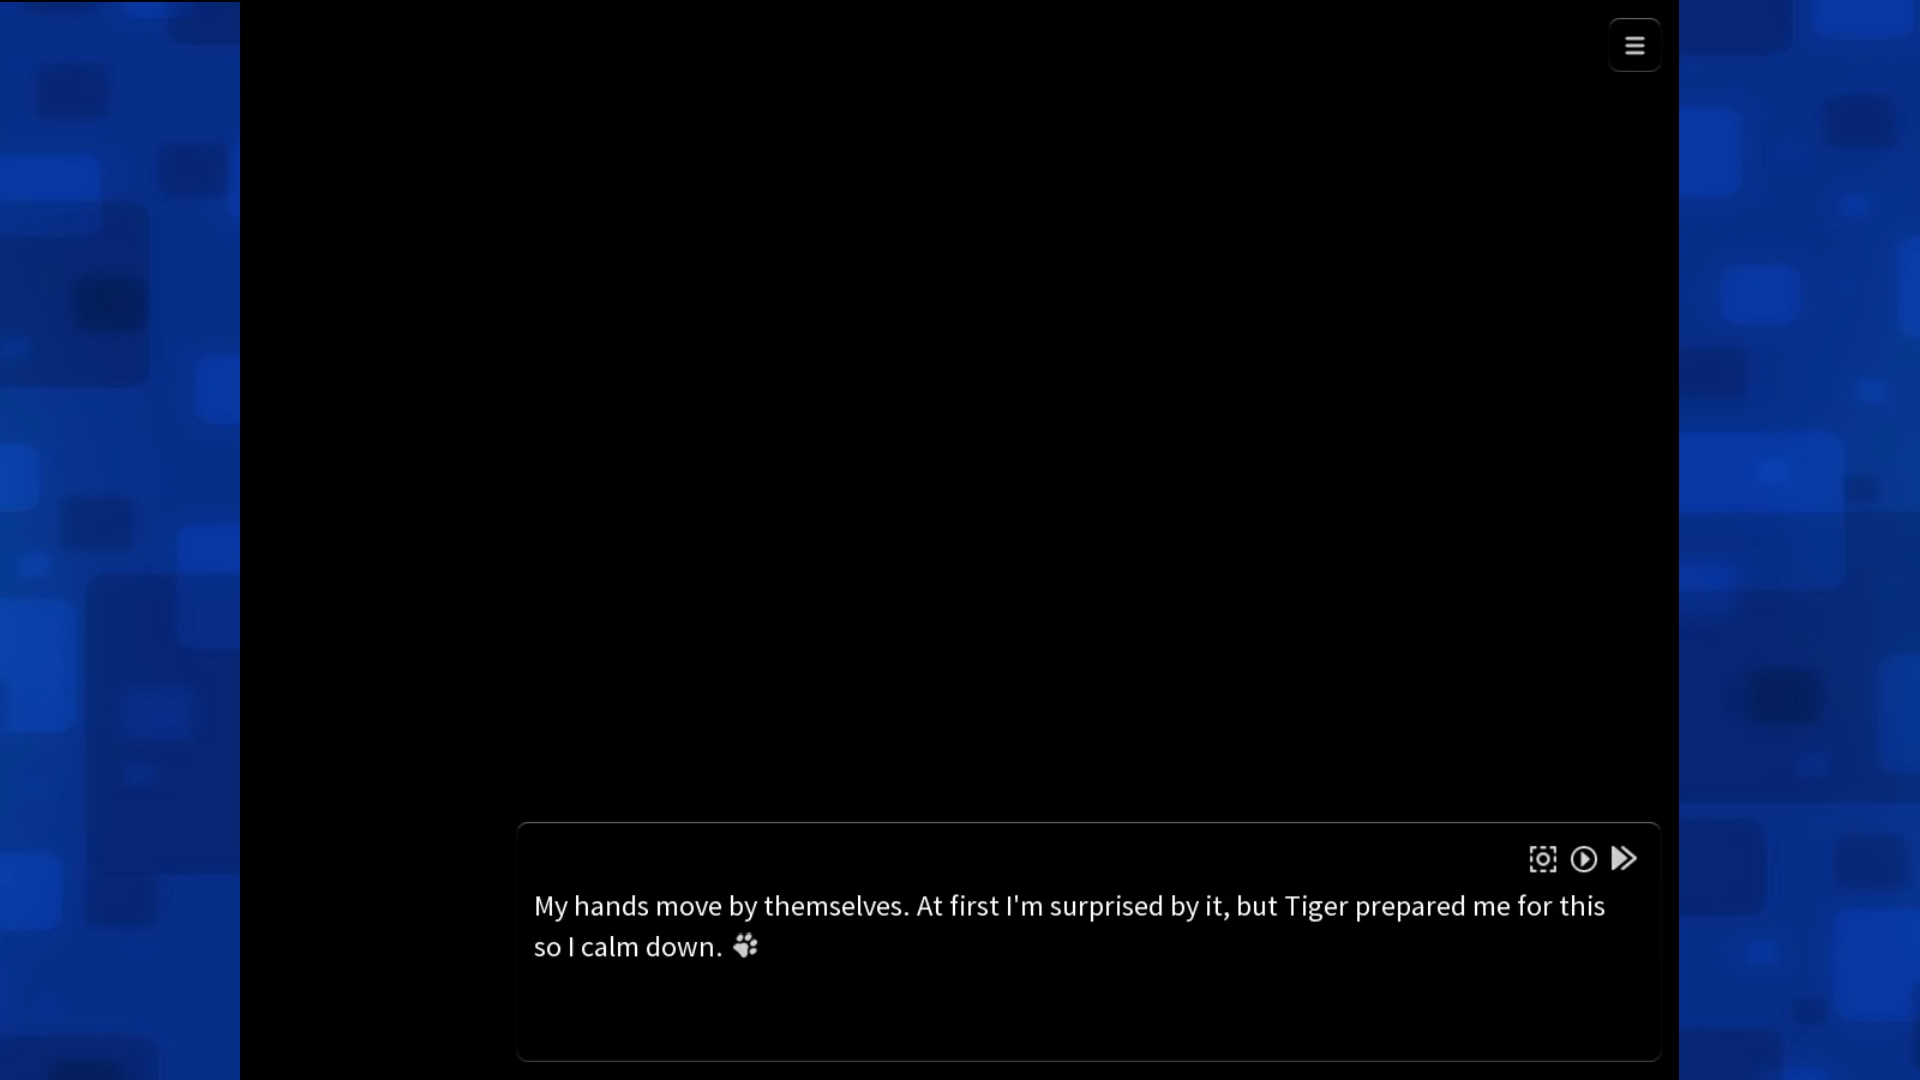 My hands move by themselves. At first I'm surprised by it, but Tiger prepared me for this
so I calm down.